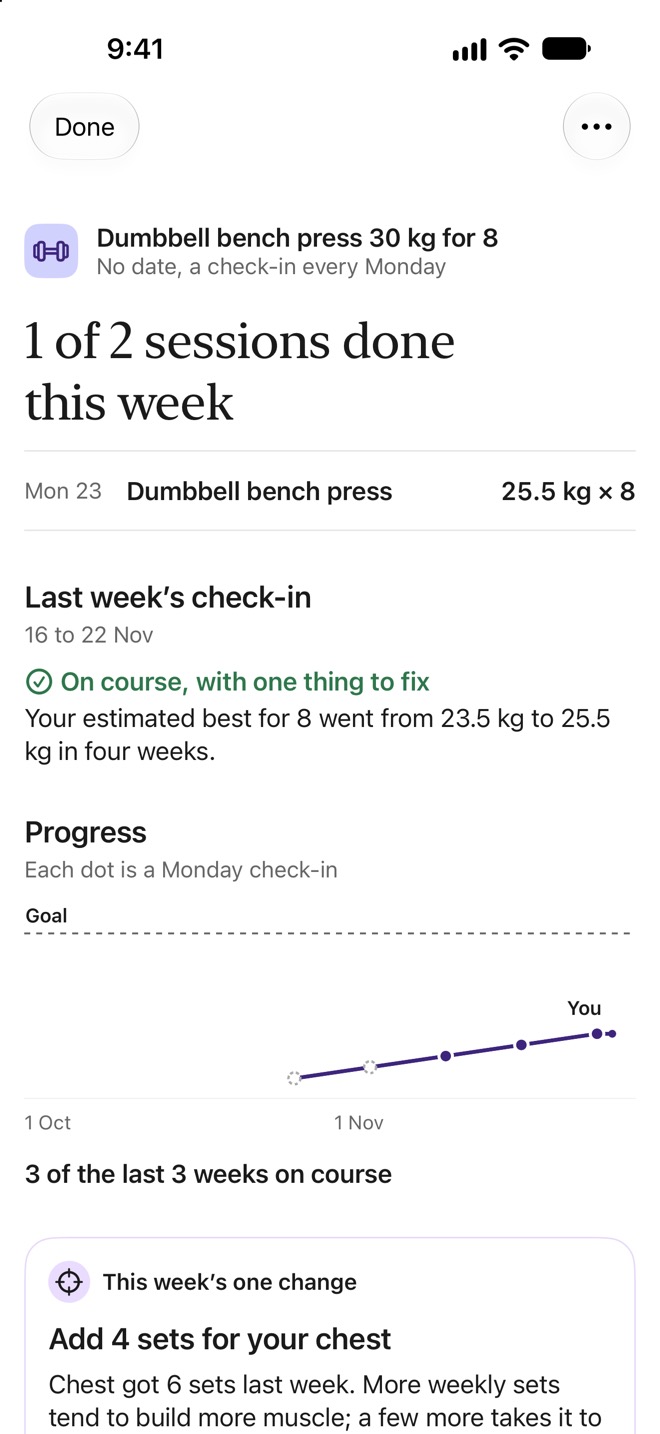 9:41
Done
Dumbbell bench press 30 kg for 8
No date, a check-in every Monday
1 of 2 sessions done
this week
Mon 23 Dumbbell bench press 25.5 kg × 8
Last week’s check-in
16 to 22 Nov
On course, with one thing to fix
Your estimated best for 8 went from 23.5 kg to 25.5
kg in four weeks.
Progress
Each dot is a Monday check-in
Goal
You
1 Oct 1 Nov
3 of the last 3 weeks on course
This week’s one change
Add 4 sets for your chest
Chest got 6 sets last week. More weekly sets
tend to build more muscle; a few more takes it to